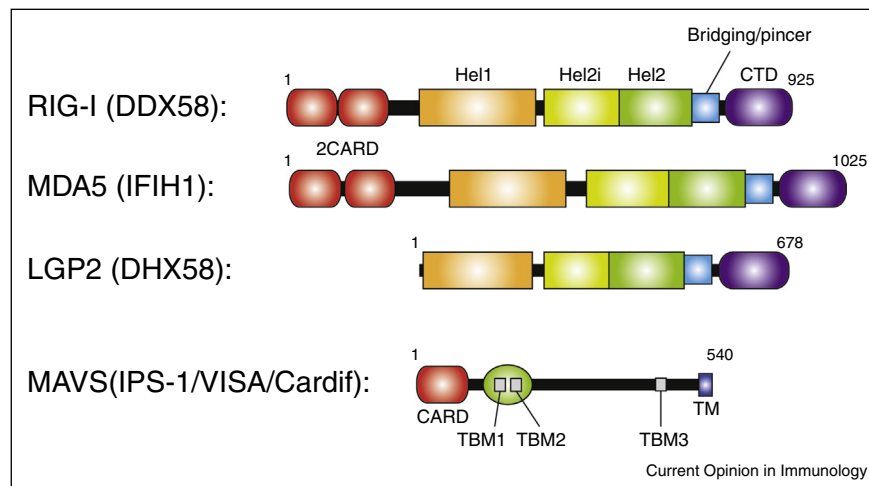 Bridging/pincer
1 Hel1 Hel2i Hel2 CTD 925
RIG-I (DDX58):
1 2CARD 1025
MDA5 (IFIH1):
1 678
LGP2 (DHX58):
1 540
MAVS(IPS-1/VISA/Cardif):
CARD TM
TBM1 TBM2 TBM3
Current Opinion in Immunology